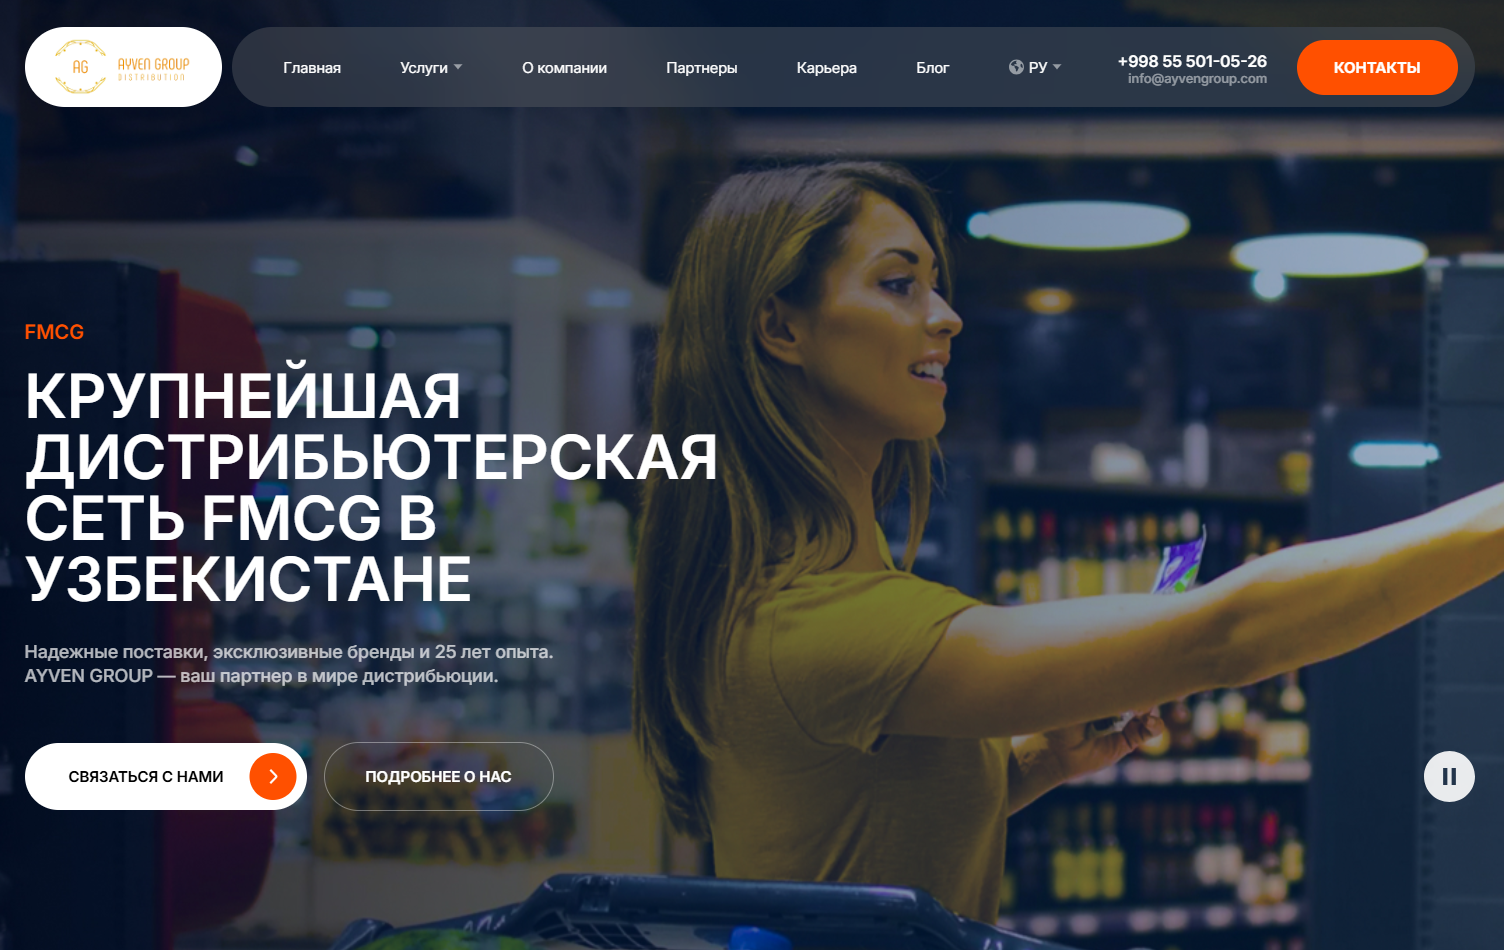 AG
AYVEN GROUP
DISTRIBUTION
Главная
Услуги
О компании
Партнеры
Карьера
Блог
РУ
+998 55 501-05-26
info@ayvengroup.com
КОНТАКТЫ
FMCG
КРУПНЕЙШАЯ
ДИСТРИБЬЮТЕРСКАЯ
СЕТЬ FMCG В
УЗБЕКИСТАНЕ
Надежные поставки, эксклюзивные бренды и 25 лет опыта.
AYVEN GROUP — ваш партнер в мире дистрибьюции.
СВЯЗАТЬСЯ С НАМИ
ПОДРОБНЕЕ О НАС